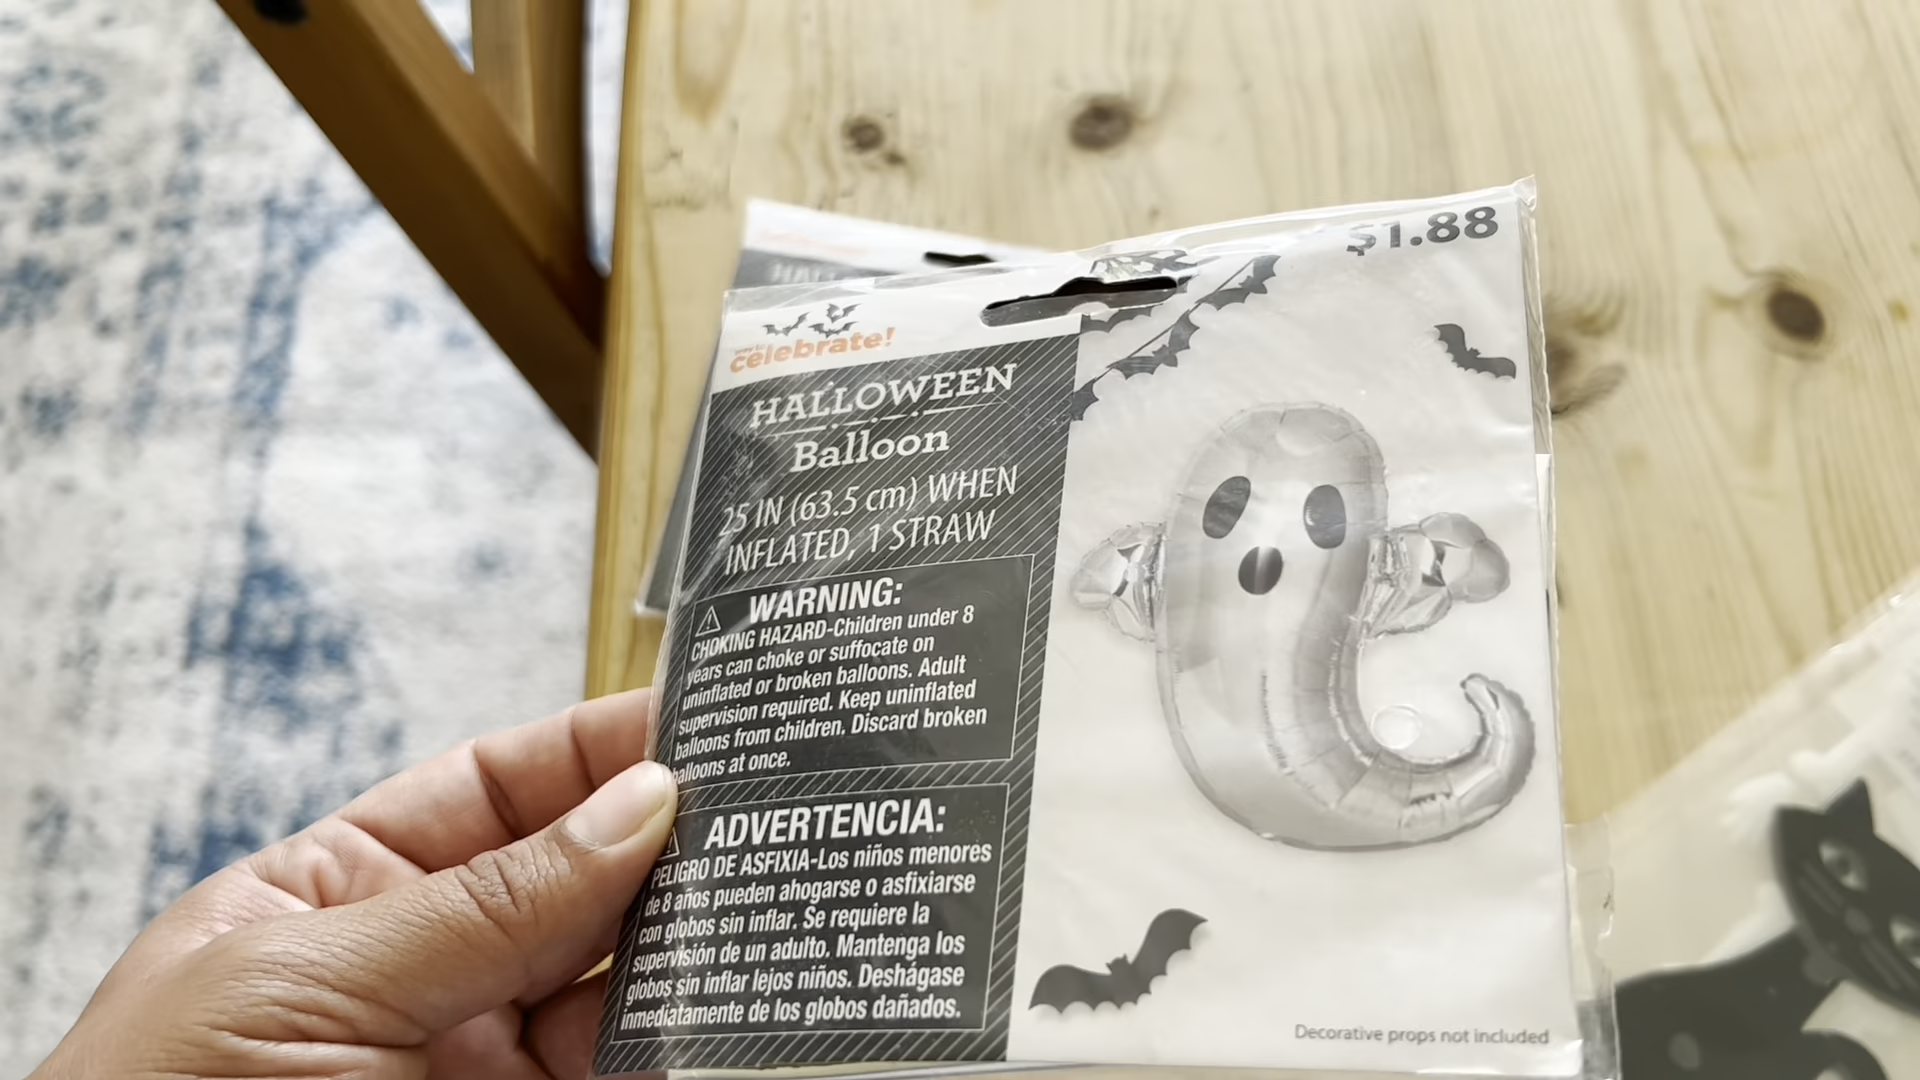 $1.88
way to
celebrate!
HALLOWEEN
Balloon
25 IN (63.5 cm) WHEN
INFLATED, 1 STRAW
WARNING:
CHOKING HAZARD-Children under 8
years can choke or suffocate on
uninflated or broken balloons. Adult
supervision required. Keep uninflated
balloons from children. Discard broken
balloons at once.
ADVERTENCIA:
PELIGRO DE ASFIXIA-Los niños menores
de 8 años pueden ahogarse o asfixiarse
con globos sin inflar. Se requiere la
supervisión de un adulto. Mantenga los
globos sin inflar lejos niños. Deshágase
inmediatamente de los globos dañados.
Decorative props not included